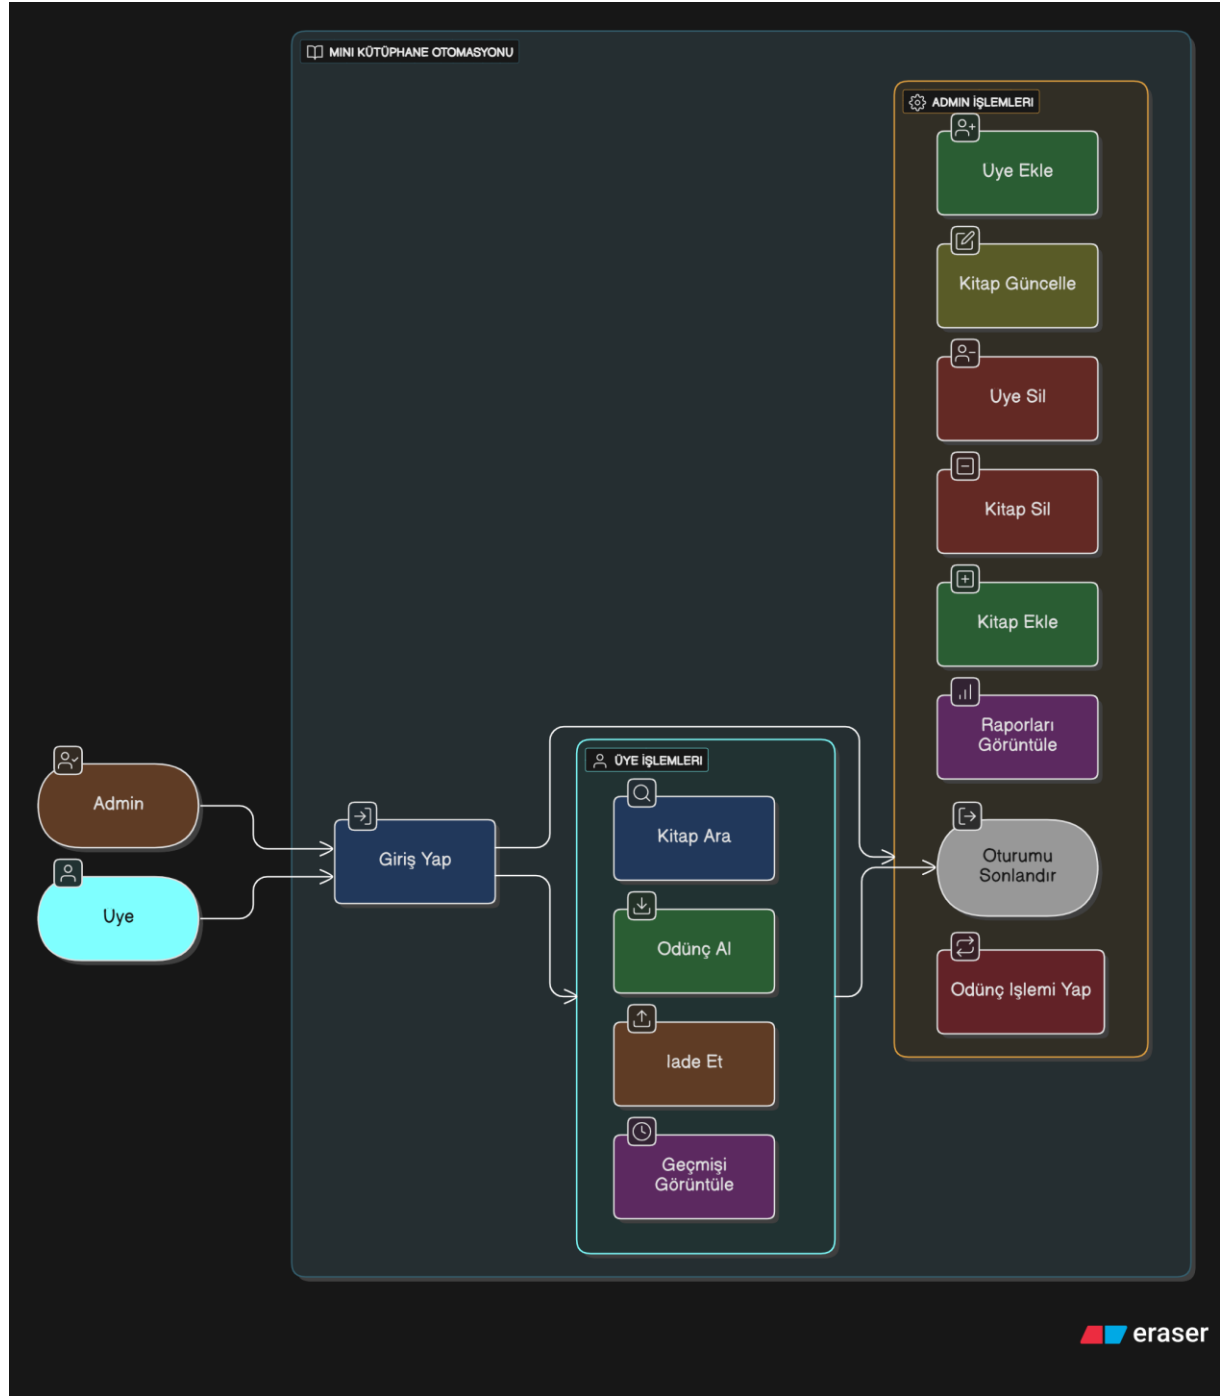 MINI KÜTÜPHANE OTOMASYONU
ADMIN İŞLEMLERI
Uye Ekle
Kitap Güncelle
Uye Sil
Kitap Sil
Kitap Ekle
Raporları
Görüntüle
Oturumu
Sonlandır
Odünç Işlemi Yap
Admin
Uye
Giriş Yap
ÜYE İŞLEMLERI
Kitap Ara
Odünç Al
Iade Et
Geçmişi
Görüntüle
eraser